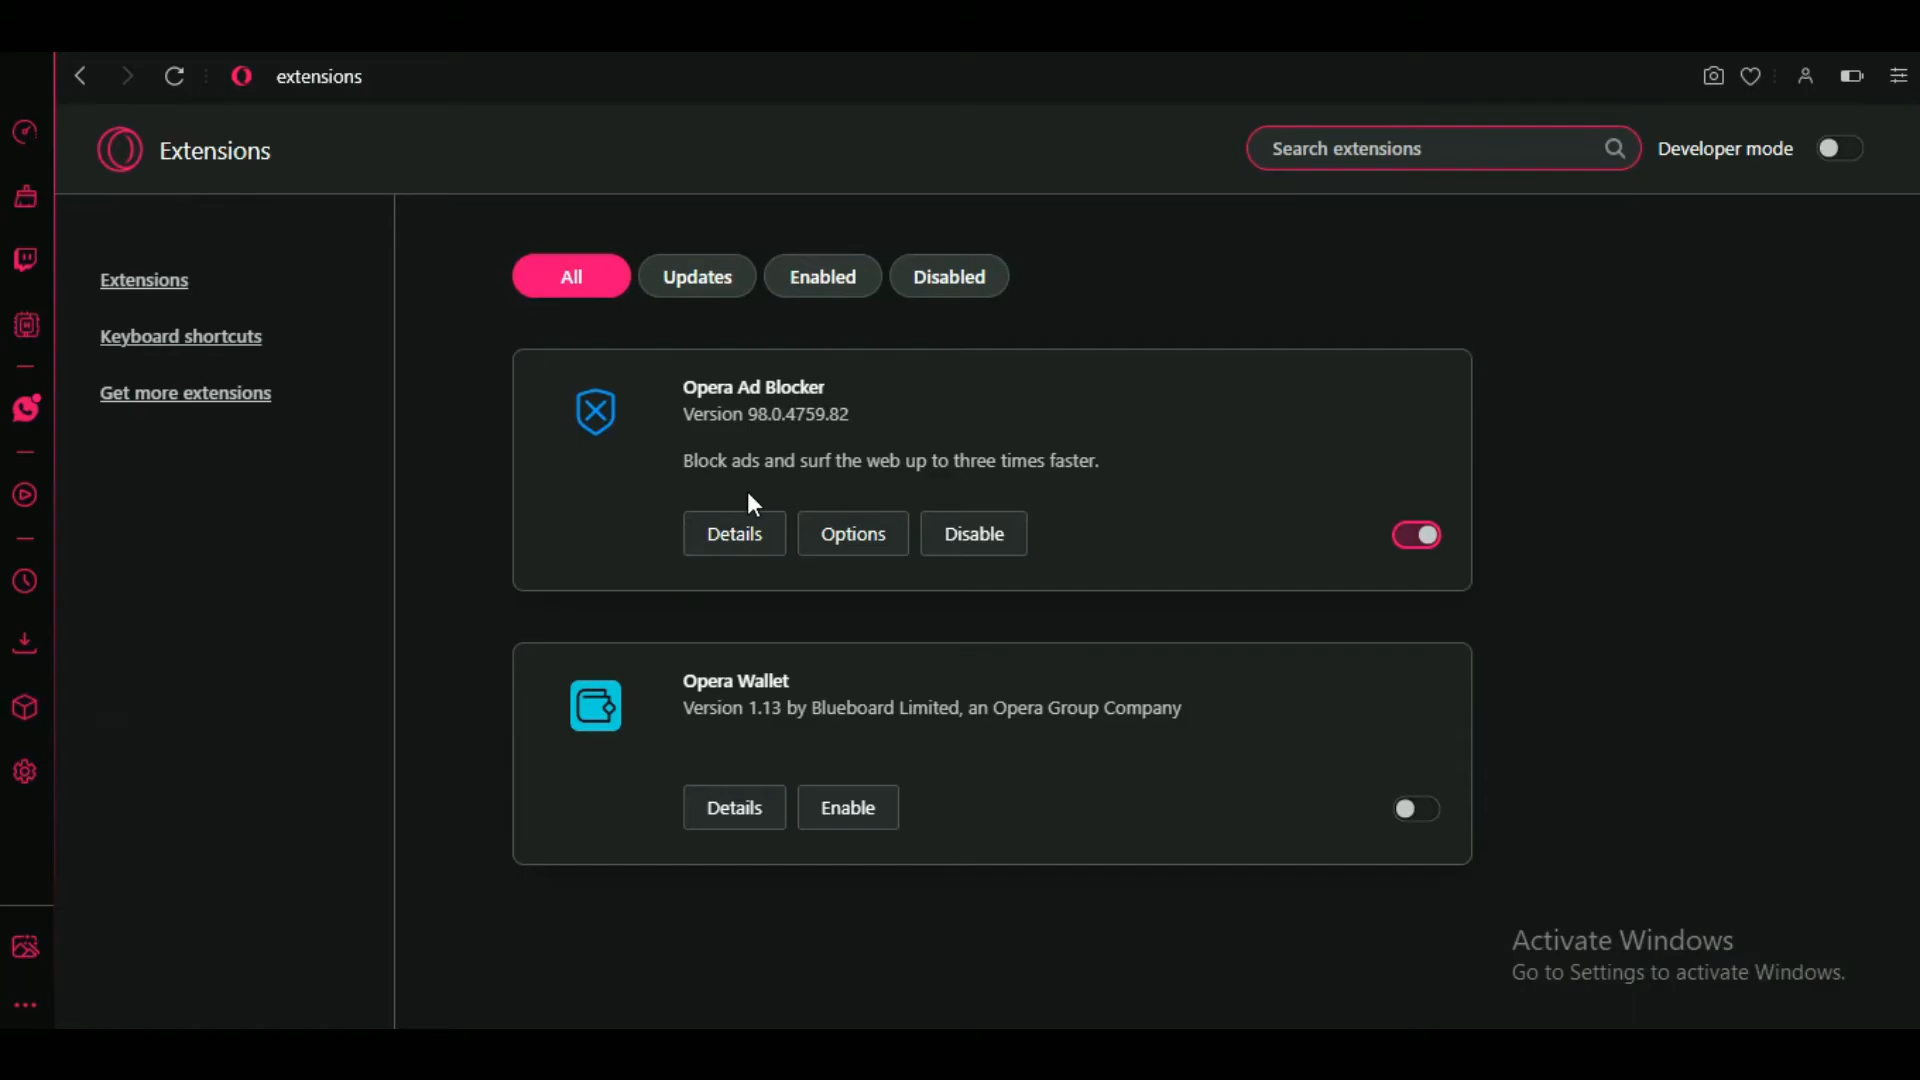 extensions
Extensions
Search extensions
Developer mode
Extensions
Keyboard shortcuts
Get more extensions
All
Updates
Enabled
Disabled
Opera Ad Blocker
Version 98.0.4759.82
Block ads and surf the web up to three times faster.
Details
Options
Disable
Opera Wallet
Version 1.13 by Blueboard Limited, an Opera Group Company
Details
Enable
Activate Windows
Go to Settings to activate Windows.